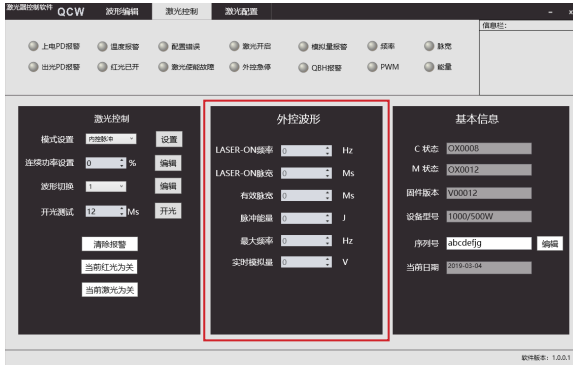 激光器控制软件 QCW 波形编辑 激光控制 激光配置
信息栏:
上电PD报警 温度报警 配置错误 激光开启 模拟量报警 频率 脉宽
出光PD报警 红光已开 激光使能故障 外控急停 QBH报警 PWM 能量
激光控制
模式设置 内控脉冲 设置
连续功率设置 0 % 编辑
波形切换 1 编辑
开光测试 12 Ms 开光
清除报警
当前红光为关
当前激光为关
外控波形
LASER-ON频率 0 Hz
LASER-ON脉宽 0 Ms
有效脉宽 0 Ms
脉冲能量 0 J
最大频率 0 Hz
实时模拟量 0 V
基本信息
C 状态 OX0008
M 状态 OX0012
固件版本 V00012
设备型号 1000/500W
序列号 abcdefjg 编辑
当前日期 2019-03-04
软件版本: 1.0.0.1